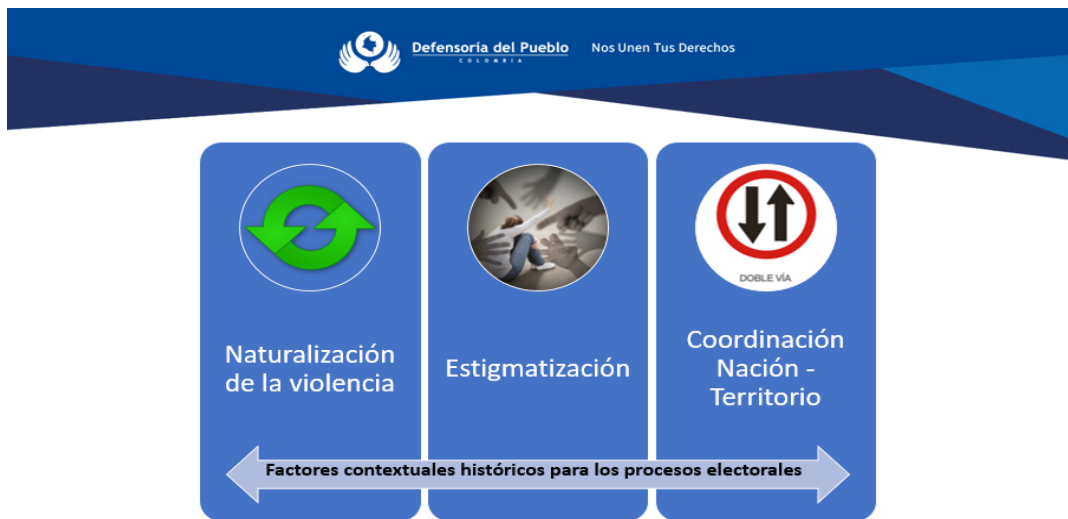 Defensoría del Pueblo
COLOMBIA
Nos Unen Tus Derechos
Naturalización
de la violencia
Estigmatización
DOBLE VÍA
Coordinación
Nación -
Territorio
Factores contextuales históricos para los procesos electorales